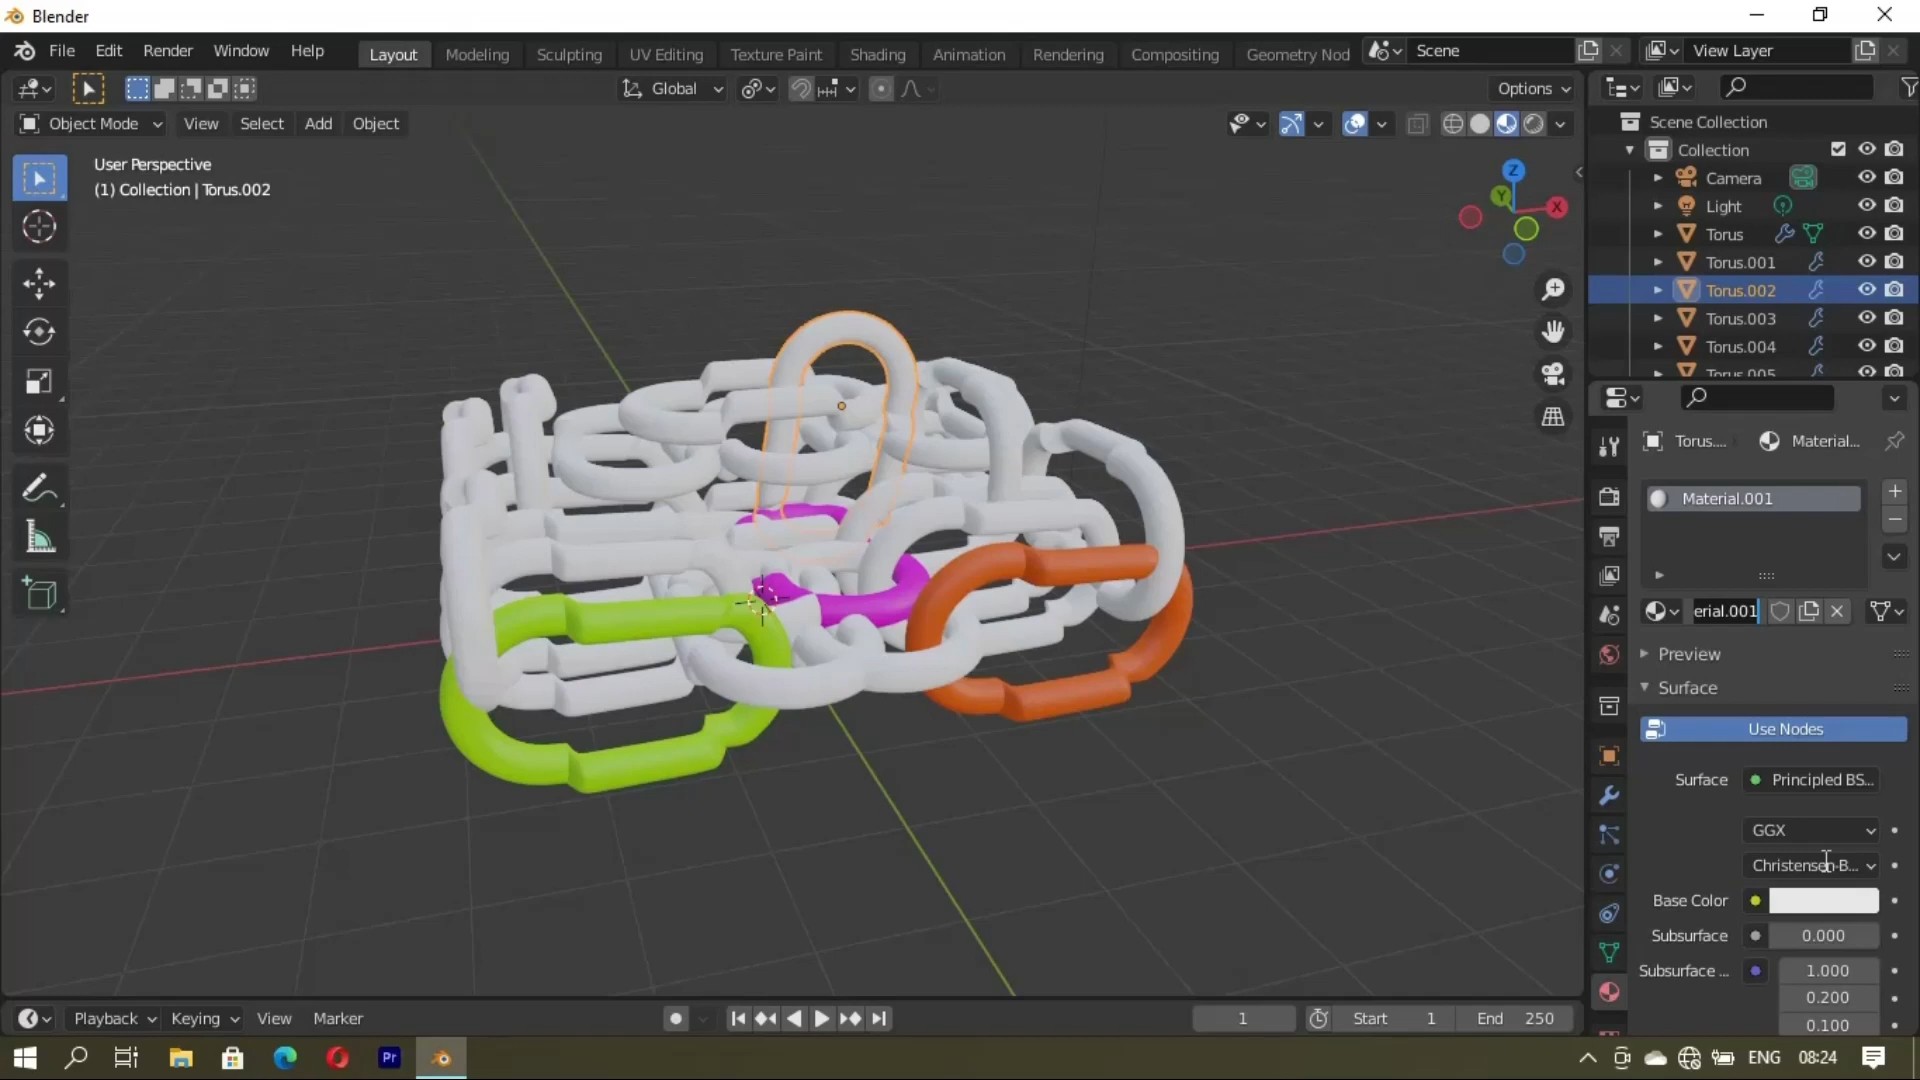 Blender
File Edit Render Window Help
Layout Modeling Sculpting UV Editing Texture Paint Shading Animation Rendering Compositing Geometry Nod
Scene
View Layer
Global
Options
Object Mode View Select Add Object
User Perspective
(1) Collection | Torus.002
Z
Y
X
Scene Collection
Collection
Camera
Light
Torus
Torus.001
Torus.002
Torus.003
Torus.004
Torus.005
Torus.... Material...
Material.001
erial.001
Preview
Surface
Use Nodes
Surface Principled BS...
GGX
Christensen-B...
Base Color
Subsurface 0.000
Subsurface ... 1.000
0.200
0.100
Playback Keying View Marker
1 Start 1 End 250
Pr
ENG 08:24